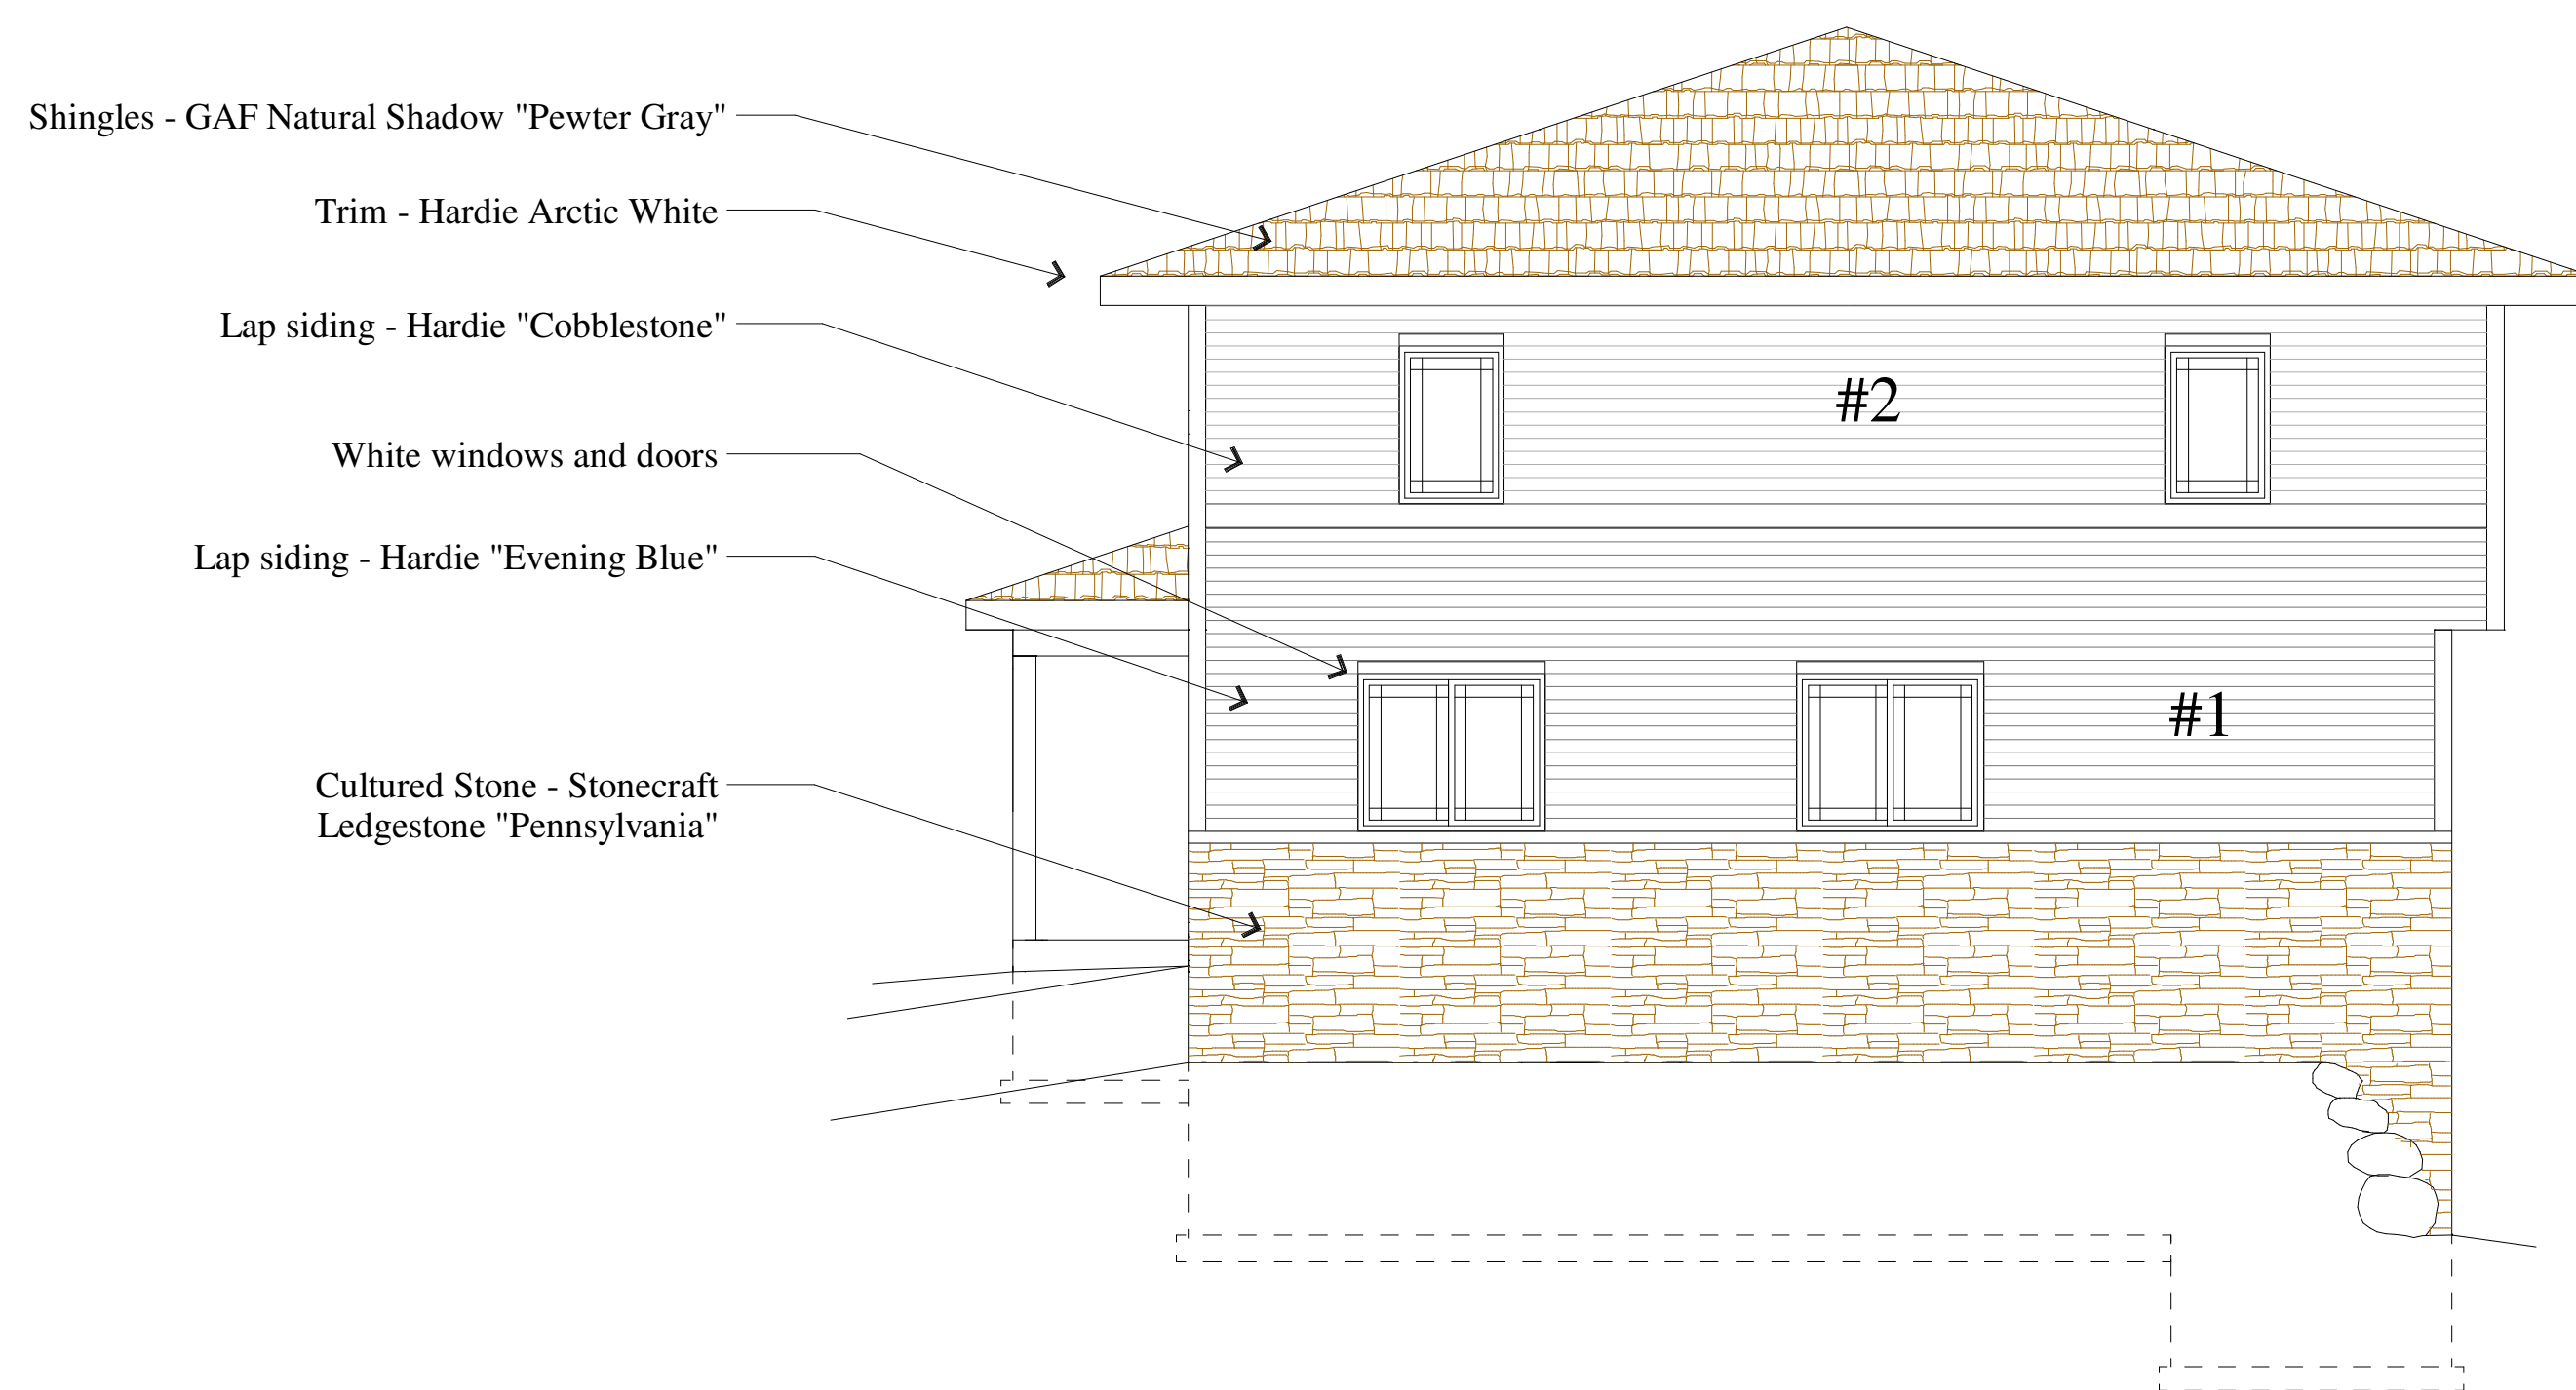 Shingles - GAF Natural Shadow "Pewter Gray"
Trim - Hardie Arctic White
Lap siding - Hardie "Cobblestone"
#2
White windows and doors
Lap siding - Hardie "Evening Blue"
#1
Cultured Stone - Stonecraft
Ledgestone "Pennsylvania"